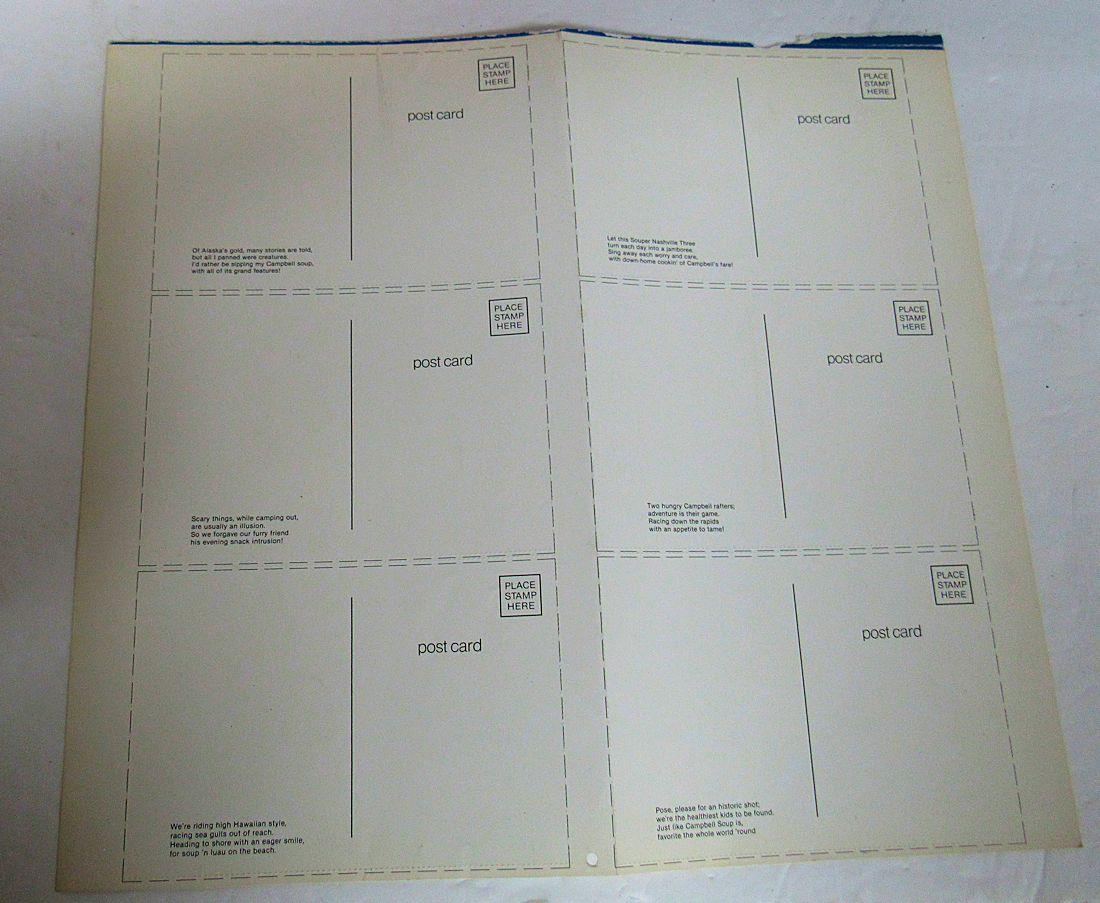 PLACE
STAMP
HERE
post card
Of Alaska's gold, many stories are told,
but all I panned were creatures.
I'd rather be sipping my Campbell soup,
with all of its grand features!
PLACE
STAMP
HERE
post card
Let this Souper Nashville Three
turn each day into a jamboree.
Sing away each worry and care,
with down-home cookin' of Campbell's fare!
PLACE
STAMP
HERE
post card
Scary things, while camping out,
are usually an illusion.
So we forgave our furry friend
his evening snack intrusion!
PLACE
STAMP
HERE
post card
Two hungry Campbell rafters;
adventure is their game.
Racing down the rapids
with an appetite to tame!
PLACE
STAMP
HERE
post card
We're riding high Hawaiian style,
racing sea gulls out of reach.
Heading to shore with an eager smile,
for soup 'n luau on the beach.
PLACE
STAMP
HERE
post card
Pose, please for an historic shot;
we're the healthiest kids to be found.
Just like Campbell Soup is,
favorite the whole world 'round